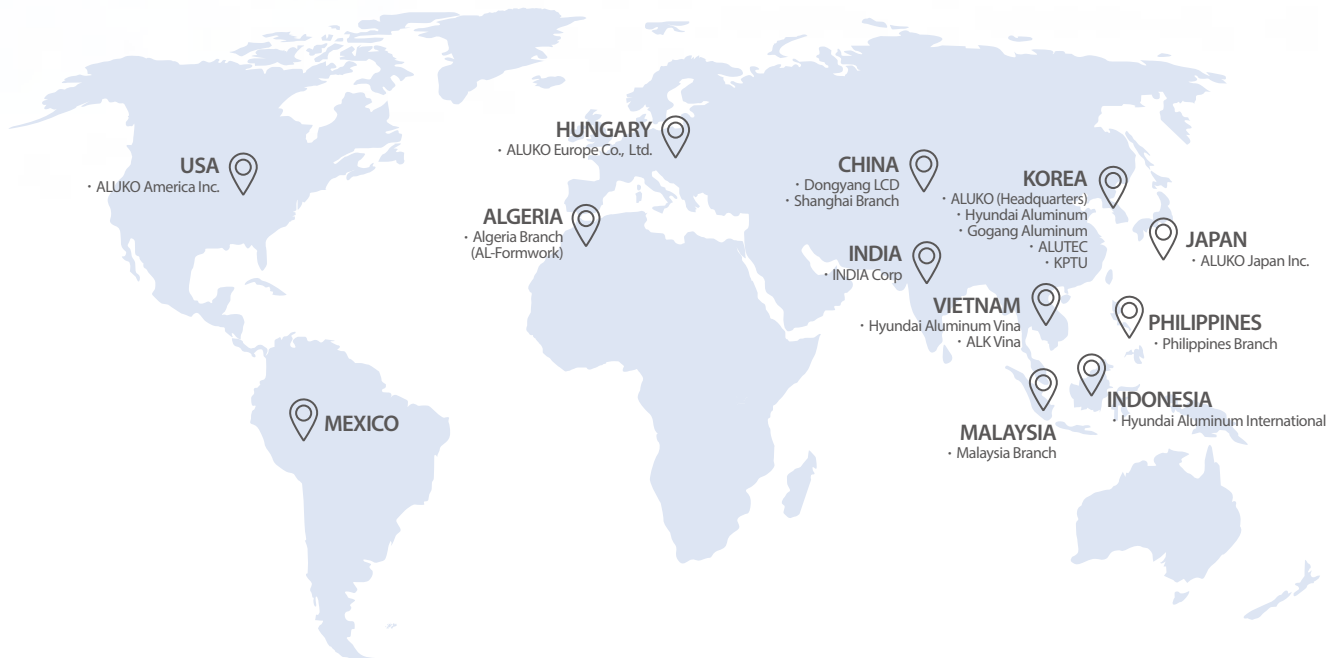 USA
· ALUKO America Inc.
MEXICO
HUNGARY
· ALUKO Europe Co., Ltd.
ALGERIA
· Algeria Branch
(AL-Formwork)
CHINA
· Dongyang LCD
· Shanghai Branch
INDIA
· INDIA Corp
KOREA
· ALUKO (Headquarters)
· Hyundai Aluminum
· Gogang Aluminum
· ALUTEC
· KPTU
JAPAN
· ALUKO Japan Inc.
VIETNAM
· Hyundai Aluminum Vina
· ALK Vina
PHILIPPINES
· Philippines Branch
INDONESIA
· Hyundai Aluminum International
MALAYSIA
· Malaysia Branch